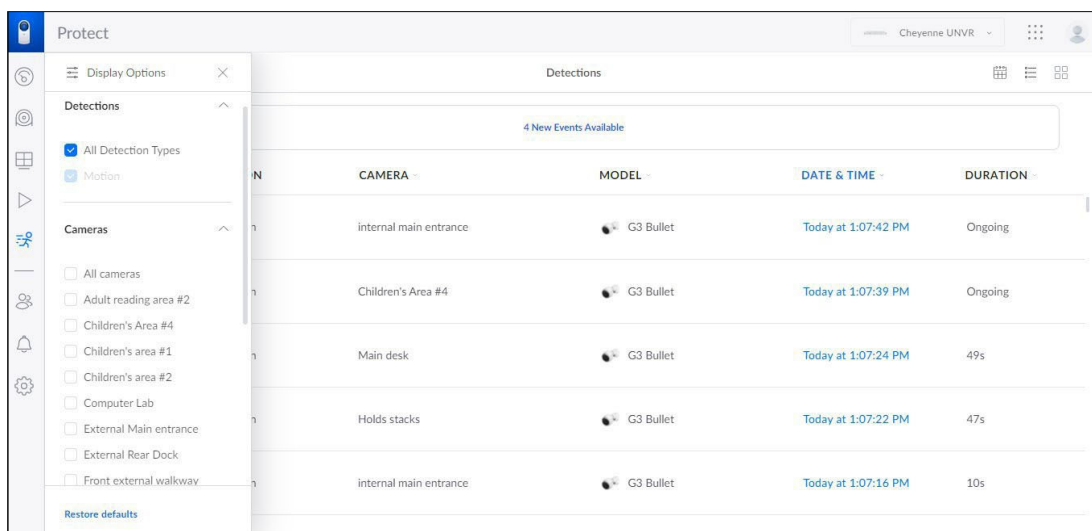 Protect
Cheyenne UNVR
Display Options
Detections
Detections
4 New Events Available
All Detection Types
Motion
N CAMERA MODEL DATE & TIME DURATION
Cameras
n internal main entrance G3 Bullet Today at 1:07:42 PM Ongoing
All cameras
Adult reading area #2
n Children's Area #4 G3 Bullet Today at 1:07:39 PM Ongoing
Children's Area #4
Children's area #1
n Main desk G3 Bullet Today at 1:07:24 PM 49s
Children's area #2
Computer Lab
n Holds stacks G3 Bullet Today at 1:07:22 PM 47s
External Main entrance
External Rear Dock
Front external walkway
n internal main entrance G3 Bullet Today at 1:07:16 PM 10s
Restore defaults